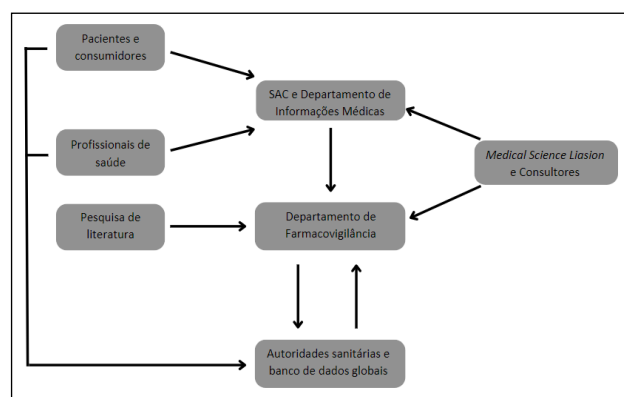 Pacientes e
consumidores
SAC e Departamento de
Informações Médicas
Profissionais de
saúde
Medical Science Liasion
e Consultores
Pesquisa de
literatura
Departamento de
Farmacovigilância
Autoridades sanitárias e
banco de dados globais